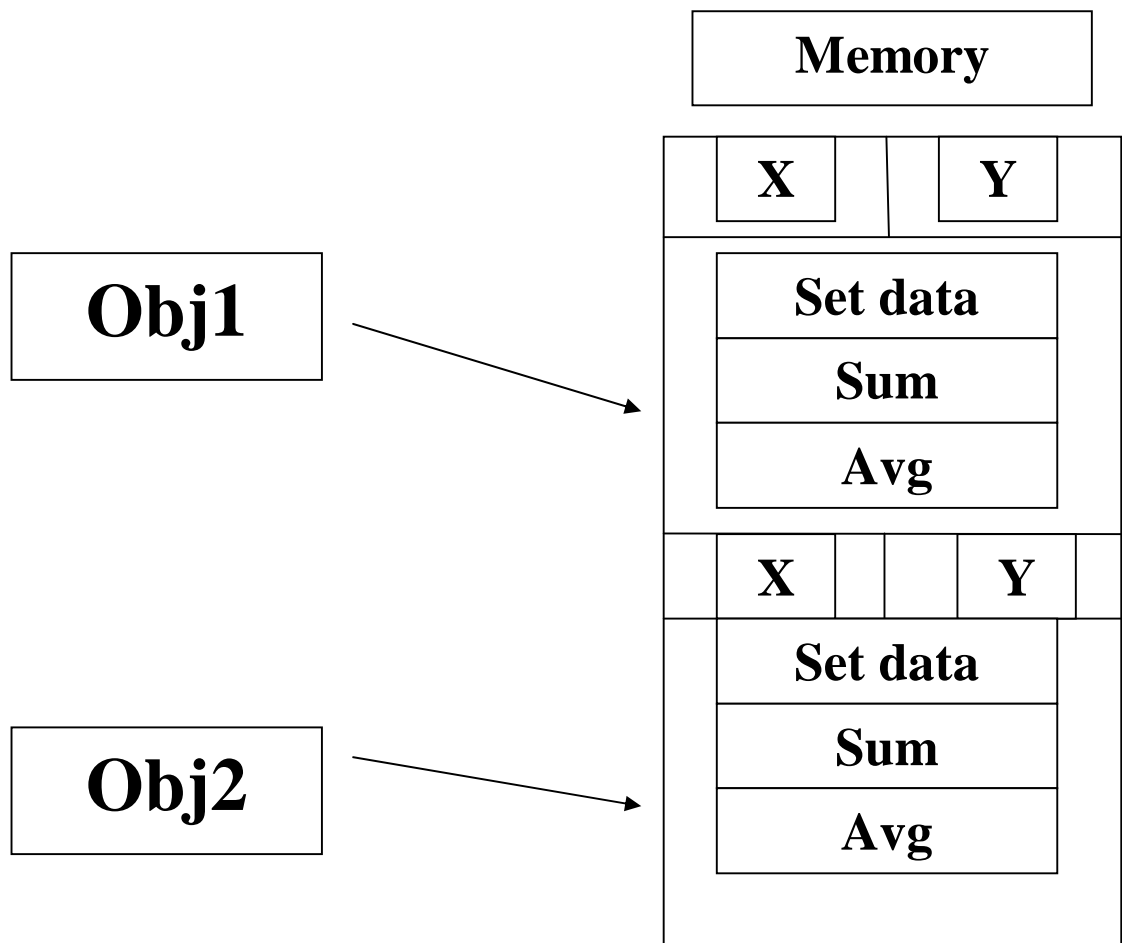 Memory
X Y
Obj1
Set data
Sum
Avg
X Y
Set data
Obj2
Sum
Avg